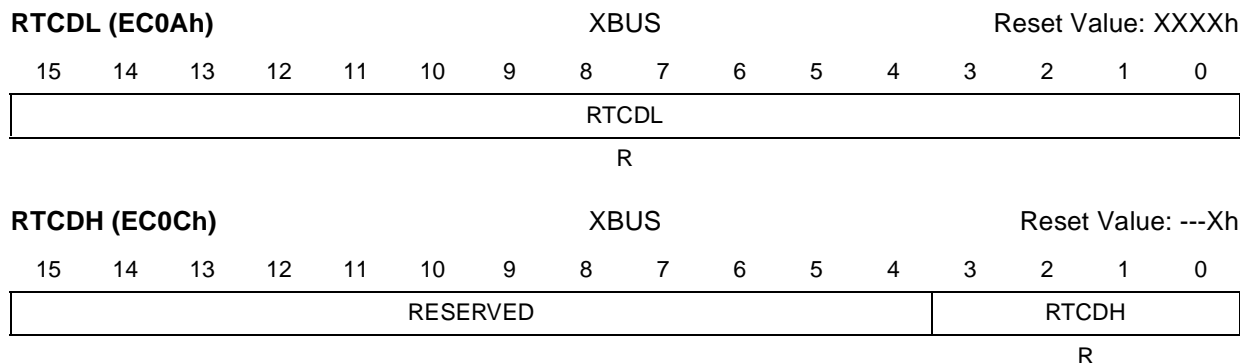 RTCDL (EC0Ah) XBUS Reset Value: XXXXh
15 14 13 12 11 10 9 8 7 6 5 4 3 2 1 0
RTCDL
R
RTCDH (EC0Ch) XBUS Reset Value: ---Xh
15 14 13 12 11 10 9 8 7 6 5 4 3 2 1 0
RESERVED RTCDH
R